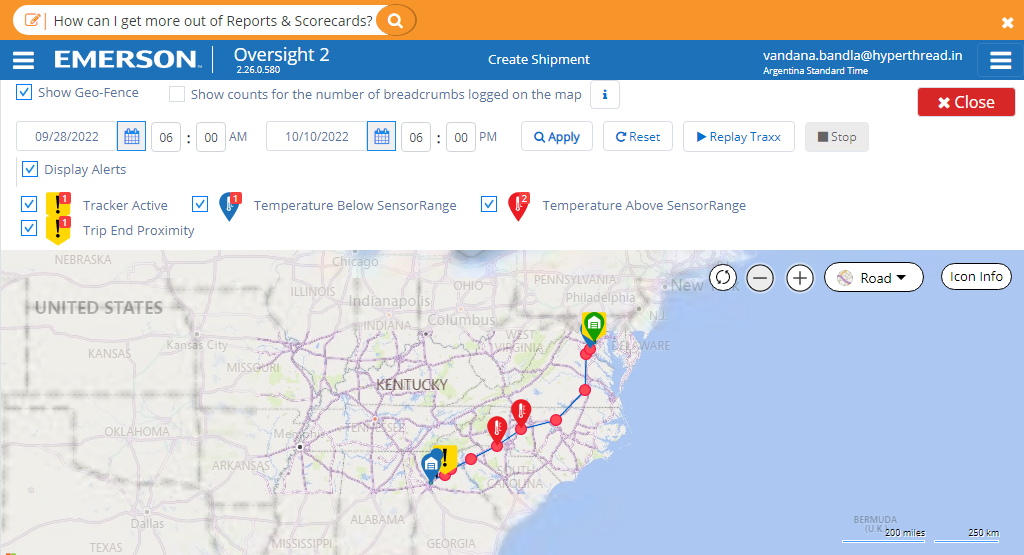 How can I get more out of Reports & Scorecards?
EMERSON
Oversight 2
2.26.0.580
Create Shipment
vandana.bandla@hyperthread.in
Argentina Standard Time
Show Geo-Fence
Show counts for the number of breadcrumbs logged on the map
i
Close
09/28/2022 06 : 00 AM
10/10/2022 06 : 00 PM
Apply
Reset
Replay Traxx
Stop
Display Alerts
1 Tracker Active
1 Temperature Below SensorRange
2 Temperature Above SensorRange
1 Trip End Proximity
NEBRASKA
Chicago
ILLINOIS
OHIO
PENNSYLVANIA
New
Road
Icon Info
UNITED STATES
Indianapolis
Philadelphia
N.J.
INDIANA
Columbus
KANSAS
Kansas City
WEST
VIRGINIA
DELAWARE
MISSOURI
KENTUCKY
OKLAHOMA
Memphis
TENNESSEE
ARKANSAS
SOUTH
CAROLINA
Dallas
ALABAMA
BERMUDA
(U.K.)
TEXAS
MISSISSIPPI
GEORGIA
200 miles
250 km